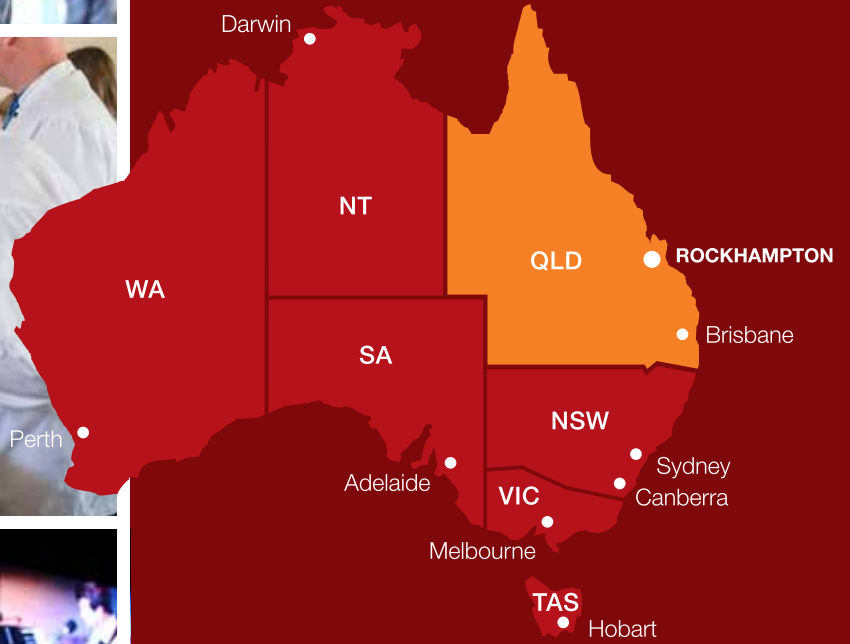 Darwin
NT
QLD
ROCKHAMPTON
WA
Brisbane
SA
NSW
Perth
Sydney
Adelaide
VIC
Canberra
Melbourne
TAS
Hobart